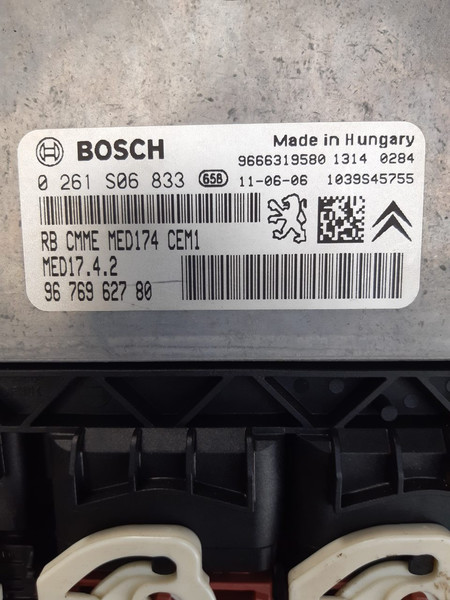 BOSCH
Made in Hungary
9666319580 1314 0284
0 261 S06 833 658 11-06-06 1039S45755
RB CMME MED174 CEM1
MED17.4.2
96 769 627 80